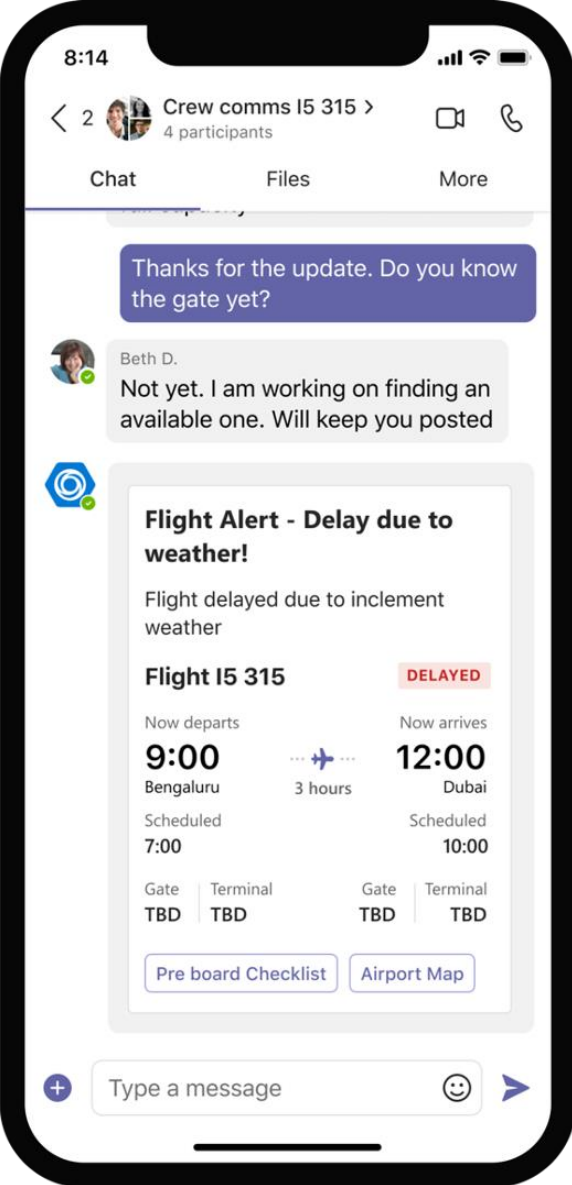 8:14
2
Crew comms I5 315 >
4 participants
Chat Files More
Thanks for the update. Do you know
the gate yet?
Beth D.
Not yet. I am working on finding an
available one. Will keep you posted
Flight Alert - Delay due to
weather!
Flight delayed due to inclement
weather
Flight I5 315 DELAYED
Now departs Now arrives
9:00 12:00
Bengaluru 3 hours Dubai
Scheduled Scheduled
7:00 10:00
Gate Terminal Gate Terminal
TBD TBD TBD TBD
Pre board Checklist Airport Map
Type a message